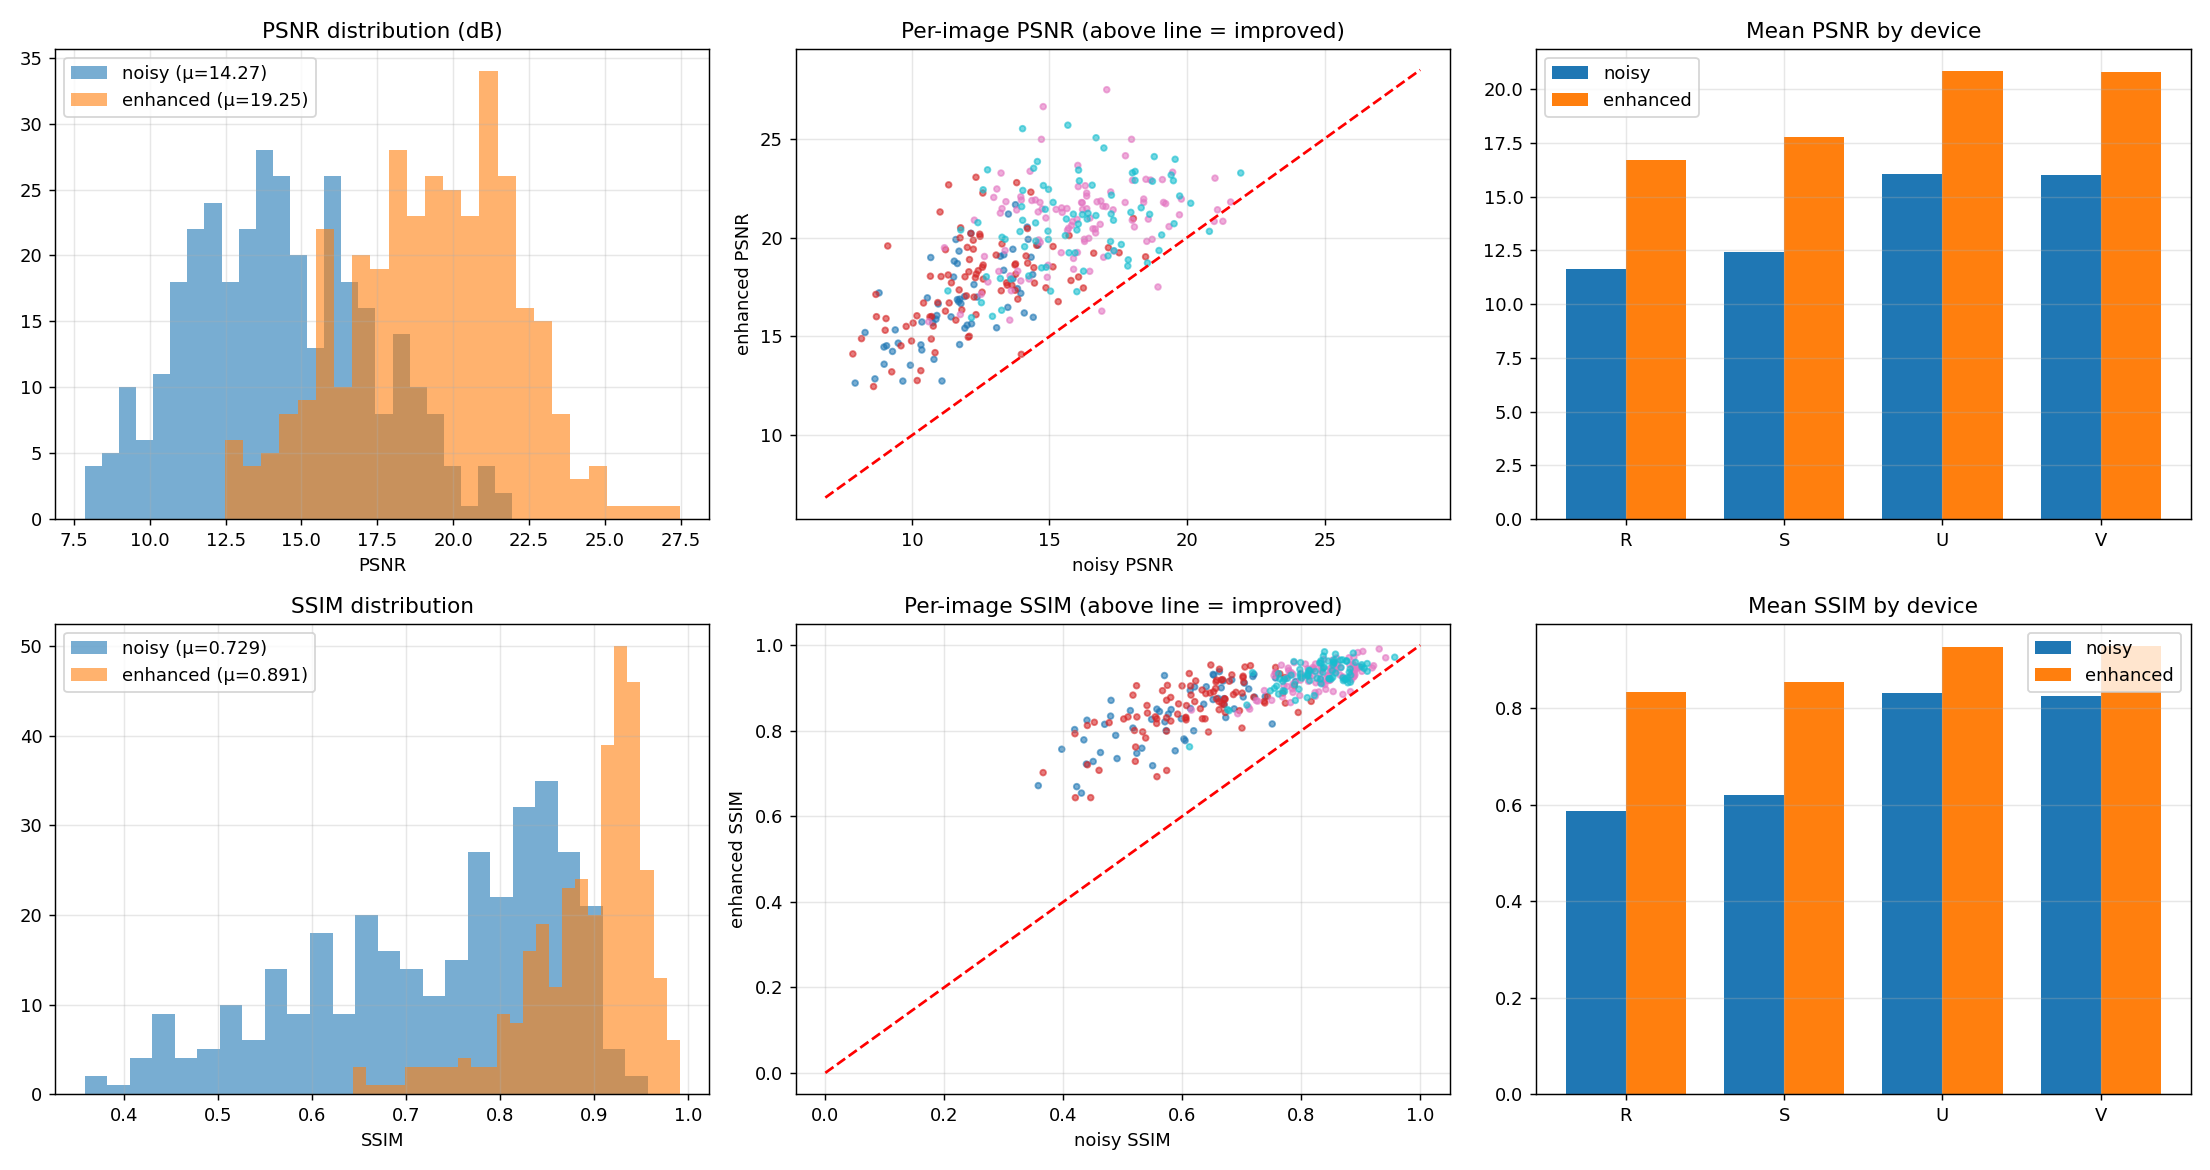 PSNR distribution (dB)
noisy (μ=14.27)
enhanced (μ=19.25)
35
30
25
20
15
10
5
0
7.5 10.0 12.5 15.0 17.5 20.0 22.5 25.0 27.5
PSNR
Per-image PSNR (above line = improved)
enhanced PSNR
25
20
15
10
10 15 20 25
noisy PSNR
Mean PSNR by device
noisy
enhanced
20.0
17.5
15.0
12.5
10.0
7.5
5.0
2.5
0.0
R S U V
SSIM distribution
noisy (μ=0.729)
enhanced (μ=0.891)
50
40
30
20
10
0
0.4 0.5 0.6 0.7 0.8 0.9 1.0
SSIM
Per-image SSIM (above line = improved)
enhanced SSIM
1.0
0.8
0.6
0.4
0.2
0.0
0.0 0.2 0.4 0.6 0.8 1.0
noisy SSIM
Mean SSIM by device
noisy
enhanced
0.8
0.6
0.4
0.2
0.0
R S U V